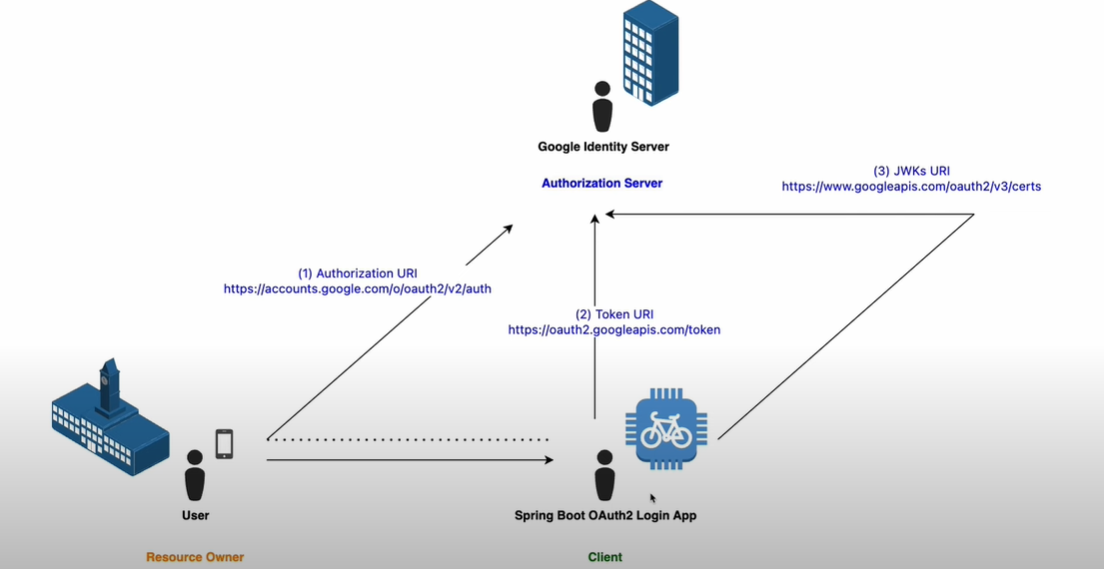 Google Identity Server
Authorization Server
(3) JWKs URI
https://www.googleapis.com/oauth2/v3/certs
(1) Authorization URI
https://accounts.google.com/o/oauth2/v2/auth
(2) Token URI
https://oauth2.googleapis.com/token
User
Resource Owner
Spring Boot OAuth2 Login App
Client